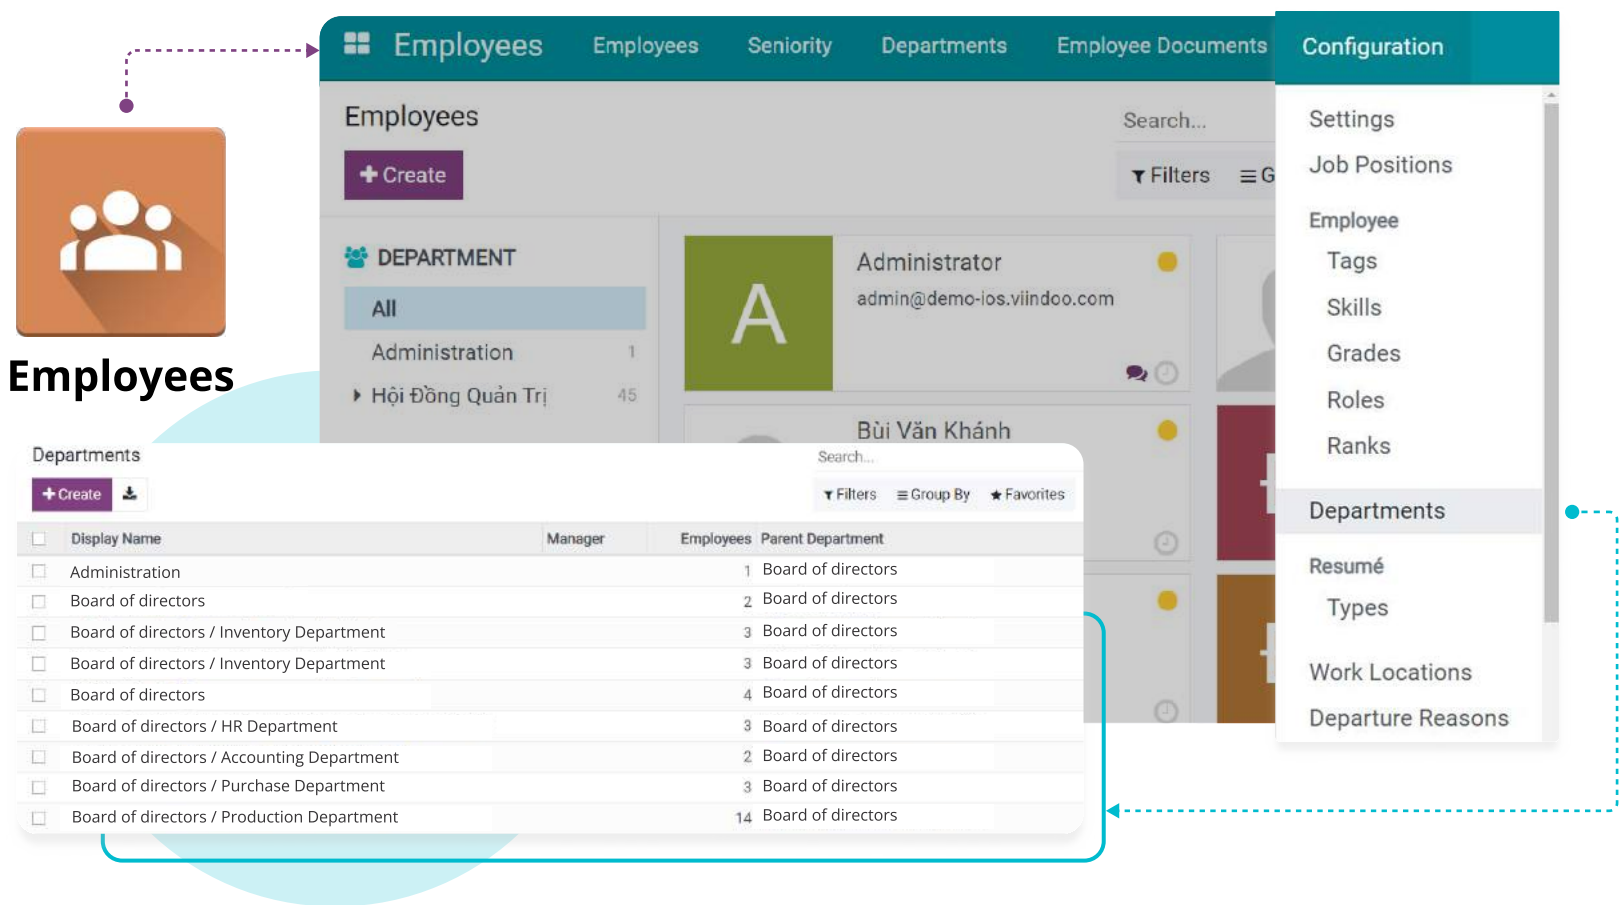 Employees
Employees Employees Seniority Departments Employee Documents Configuration
Employees
Search...
Create
Filters G
DEPARTMENT
All
Administration 1
Hội Đồng Quản Trị 45
A
Administrator
admin@demo-ios.viindoo.com
Bùi Văn Khánh
Settings
Job Positions
Employee
Tags
Skills
Grades
Roles
Ranks
Departments
Resumé
Types
Work Locations
Departure Reasons
Departments
Search...
Create
Filters Group By Favorites
Display Name Manager Employees Parent Department
Administration 1 Board of directors
Board of directors 2 Board of directors
Board of directors / Inventory Department 3 Board of directors
Board of directors / Inventory Department 3 Board of directors
Board of directors 4 Board of directors
Board of directors / HR Department 3 Board of directors
Board of directors / Accounting Department 2 Board of directors
Board of directors / Purchase Department 3 Board of directors
Board of directors / Production Department 14 Board of directors